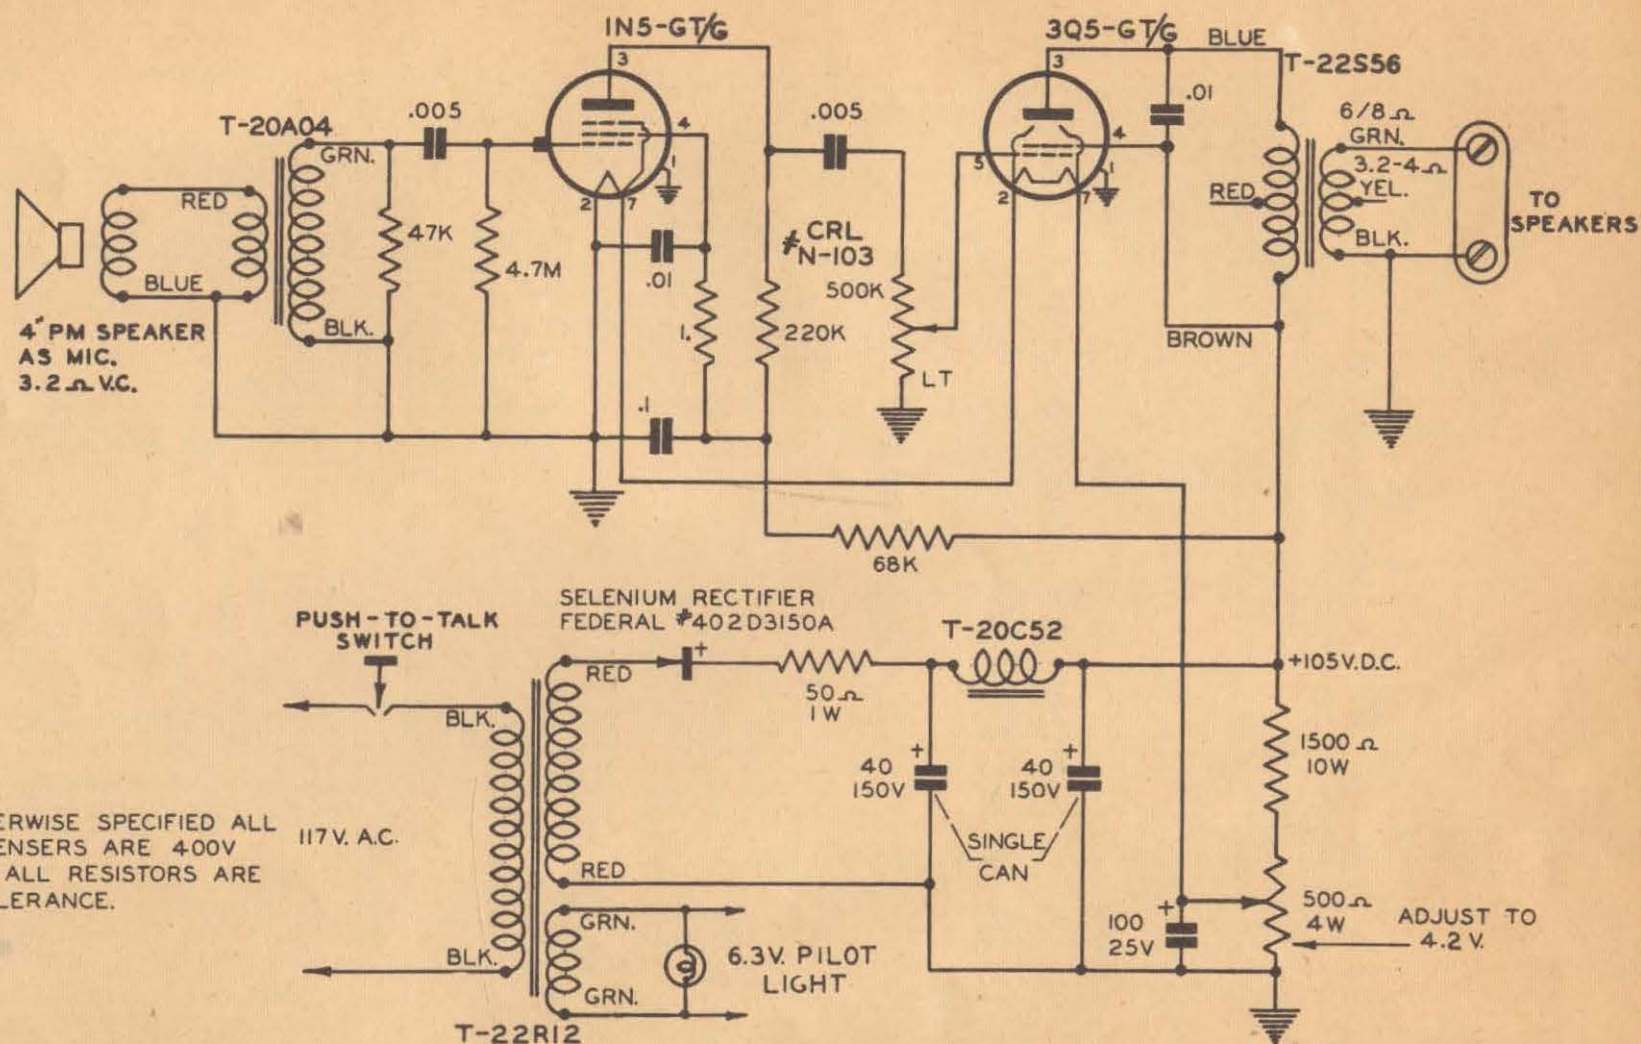 1N5-GT/G
3Q5-GT/G
BLUE
T-22S56
3
3
.005
.005
.01
6/8Ω
GRN.
T-20A04
GRN.
4
1
5
4
1
3.2-4Ω
YEL.
RED
RED
TO
SPEAKERS
2
7
2
7
CRL
#N-103
47K
4.7M
.01
BLK.
BLUE
500K
BLK.
1.
220K
BROWN
4" PM SPEAKER
AS MIC.
3.2Ω V.C.
LT
.1
68K
SELENIUM RECTIFIER
FEDERAL #402D3150A
PUSH-TO-TALK
SWITCH
T-20C52
RED
+
+105V.D.C.
50Ω
1W
BLK.
1500Ω
10W
+
40
150V
+
40
150V
ERWISE SPECIFIED ALL
ENSERS ARE 400V
ALL RESISTORS ARE
LERANCE.
117V. A.C.
SINGLE
CAN
RED
GRN.
+
100
25V
500Ω
4W
ADJUST TO
4.2V.
BLK.
6.3V. PILOT
LIGHT
GRN.
T-22R12